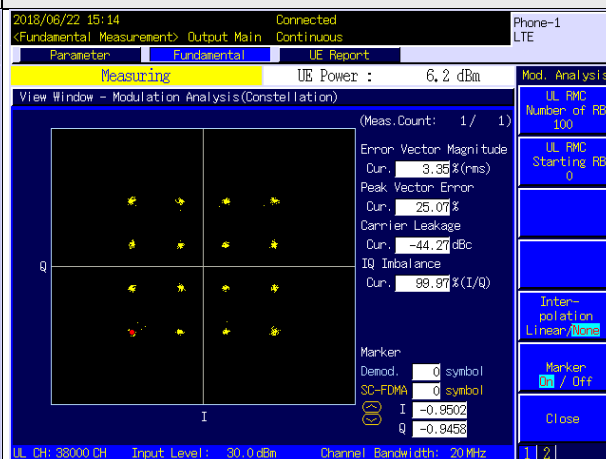 2018/06/22 15:14 Connected Phone-1
<Fundamental Measurement> Output Main Continuous LTE
Parameter Fundamental UE Report
Measuring UE Power : 6.2 dBm Mod. Analysis
View Window - Modulation Analysis(Constellation)
(Meas.Count: 1/ 1)
Error Vector Magnitude
Cur. 3.35 %(rms)
Peak Vector Error
Cur. 25.07 %
Carrier Leakage
Cur. -44.27 dBc
IQ Imbalance
Cur. 99.97 %(I/Q)
Q
I
Marker
Demod. 0 symbol
SC-FDMA 0 symbol
I -0.9502
Q -0.9458
UL RMC
Number of RB
100
UL RMC
Starting RB
0
Inter-
polation
Linear/None
Marker
On / Off
Close
UL CH: 38000 CH Input Level: 30.0 dBm Channel Bandwidth: 20 MHz 1 2